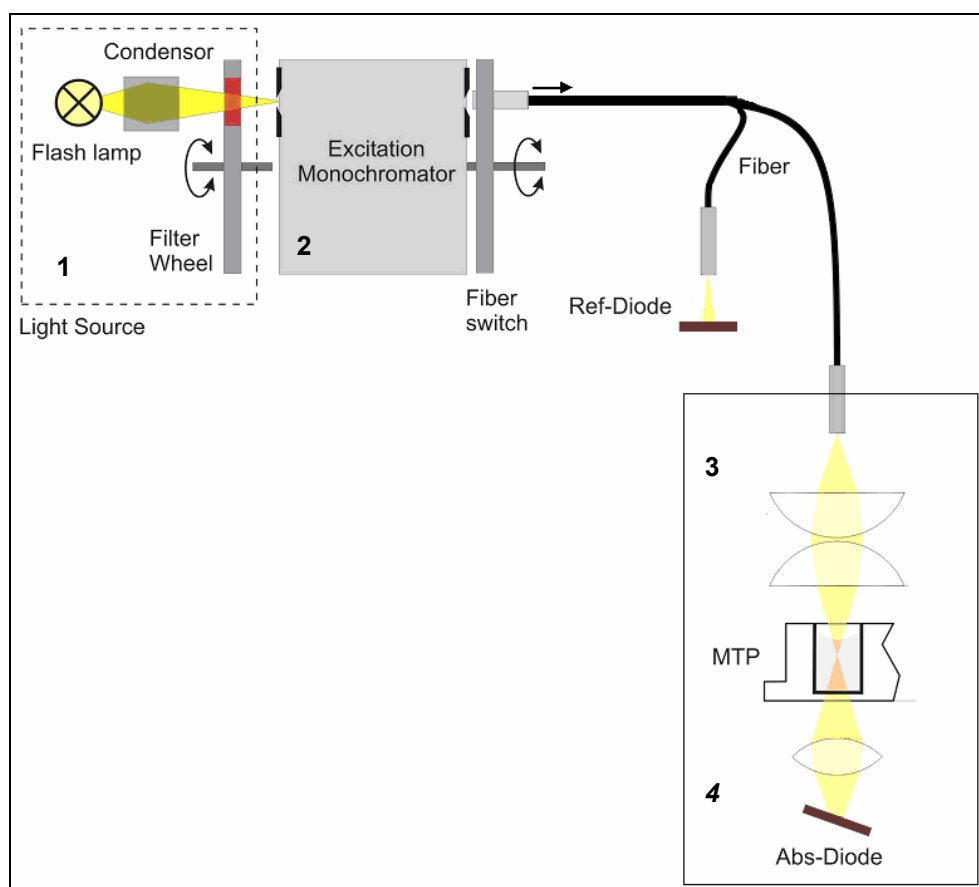 Condensor
Flash lamp
Filter
Wheel
1
Light Source
Excitation
Monochromator
2
Fiber
switch
Fiber
Ref-Diode
3
MTP
4
Abs-Diode